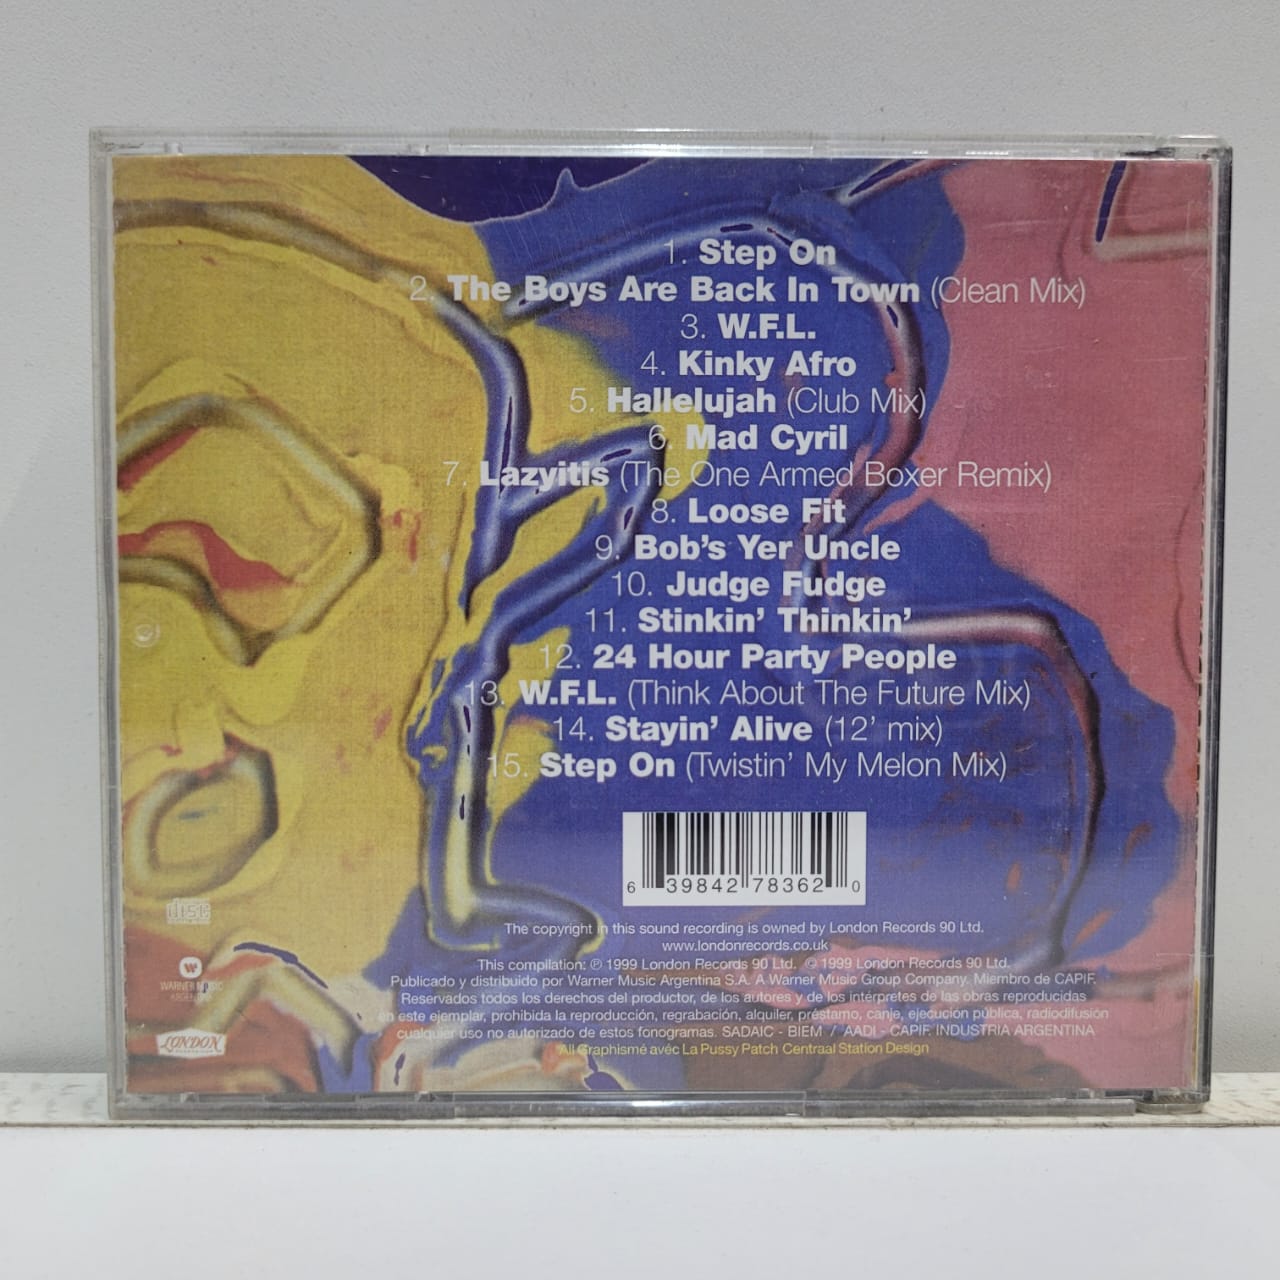 1. Step On
2. The Boys Are Back In Town (Clean Mix)
3. W.F.L.
4. Kinky Afro
5. Hallelujah (Club Mix)
6. Mad Cyril
7. Lazyitis (The One Armed Boxer Remix)
8. Loose Fit
9. Bob's Yer Uncle
10. Judge Fudge
11. Stinkin' Thinkin'
12. 24 Hour Party People
13. W.F.L. (Think About The Future Mix)
14. Stayin' Alive (12' mix)
15. Step On (Twistin' My Melon Mix)
6 39842 78362 0
The copyright in this sound recording is owned by London Records 90 Ltd.
www.londonrecords.co.uk
This compilation: ℗ 1999 London Records 90 Ltd. © 1999 London Records 90 Ltd.
Publicado y distribuido por Warner Music Argentina S.A. A Warner Music Group Company. Miembro de CAPIF.
Reservados todos los derechos del productor, de los autores y de los intérpretes de las obras reproducidas
en este ejemplar, prohibida la reproducción, regrabación, alquiler, préstamo, canje, ejecución pública, radiodifusión
cualquier uso no autorizado de estos fonogramas. SADAIC - BIEM / AADI - CAPIF. INDUSTRIA ARGENTINA
All Graphismé avéc La Pussy Patch Centraal Station Design
disc
WARNER MUSIC
ARGENTINA
LONDON